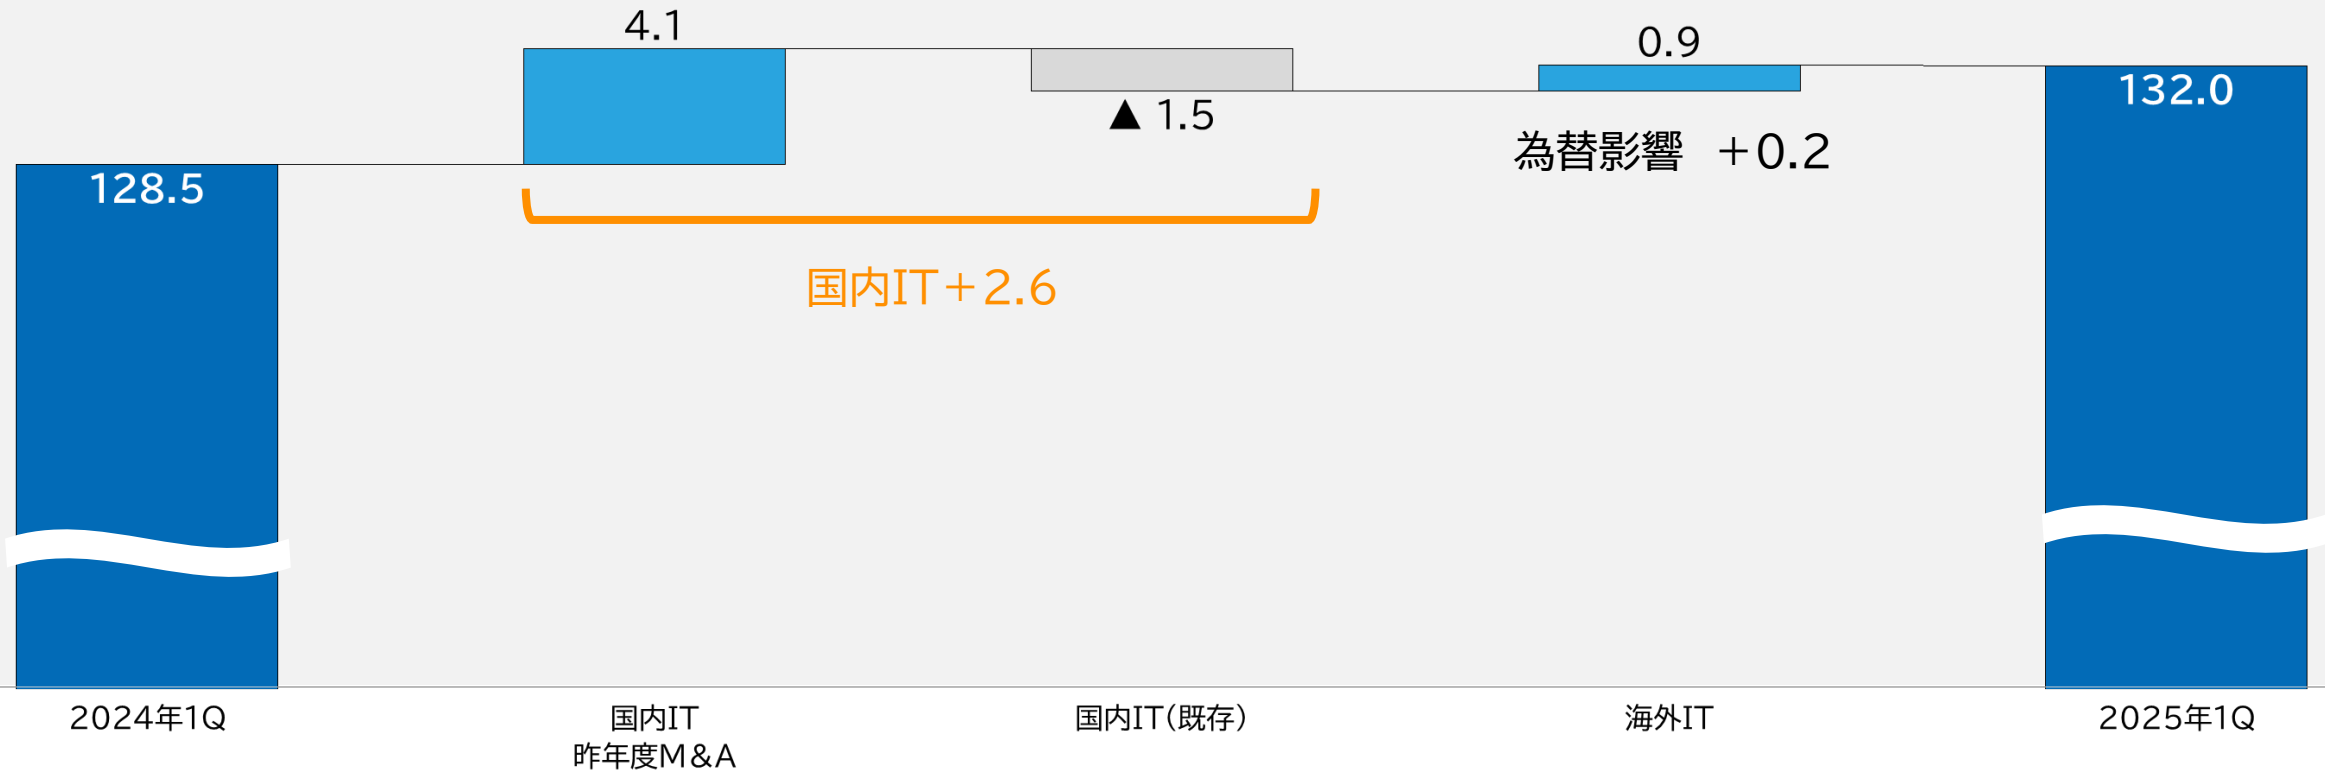 4.1
0.9
132.0
▲ 1.5
為替影響 +0.2
128.5
国内IT+2.6
2024年1Q
国内IT
昨年度M&A
国内IT(既存)
海外IT
2025年1Q